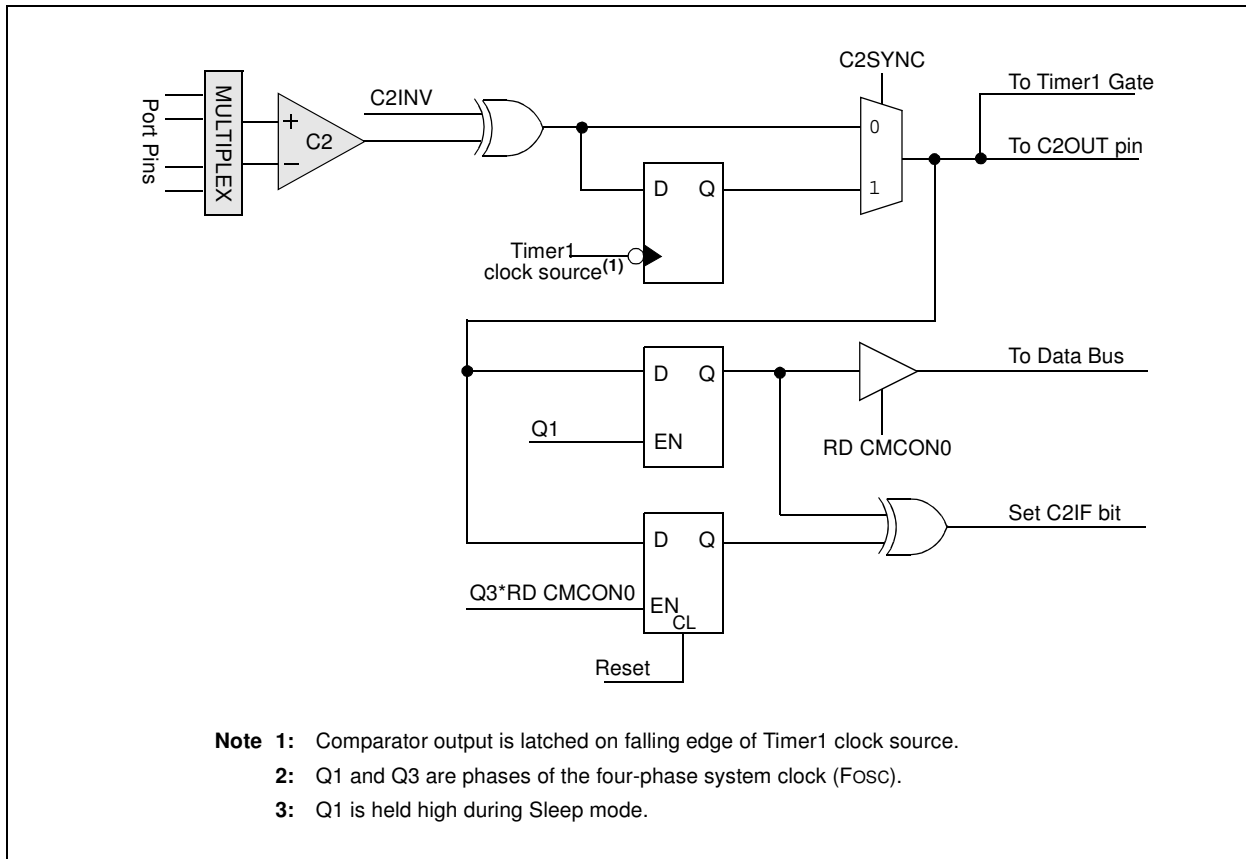 C2SYNC
To Timer1 Gate
Port Pins
MULTIPLEX
+
C2
−
C2INV
0
To C2OUT pin
D Q
1
Timer1
clock source(1)
D Q
To Data Bus
Q1
EN
RD CMCON0
D Q
Set C2IF bit
Q3*RD CMCON0
EN
CL
Reset
Note 1: Comparator output is latched on falling edge of Timer1 clock source.
2: Q1 and Q3 are phases of the four-phase system clock (FOSC).
3: Q1 is held high during Sleep mode.